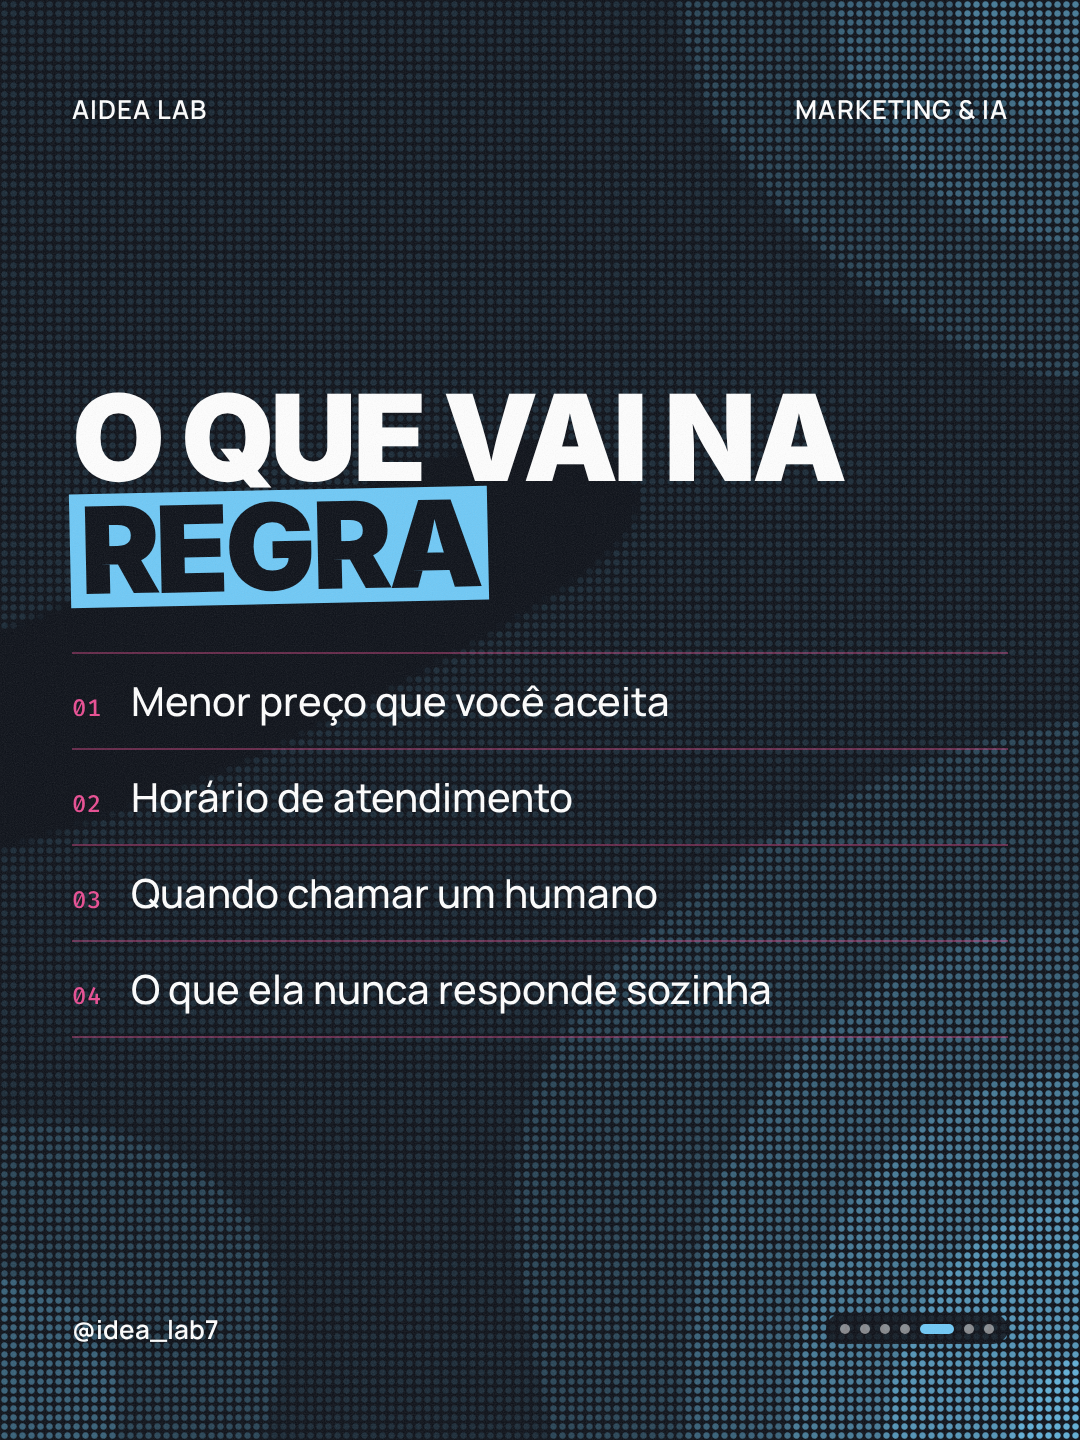 AIDEA LAB
MARKETING & IA
O QUE VAI NA
REGRA
01 Menor preço que você aceita
02 Horário de atendimento
03 Quando chamar um humano
04 O que ela nunca responde sozinha
@idea_lab7